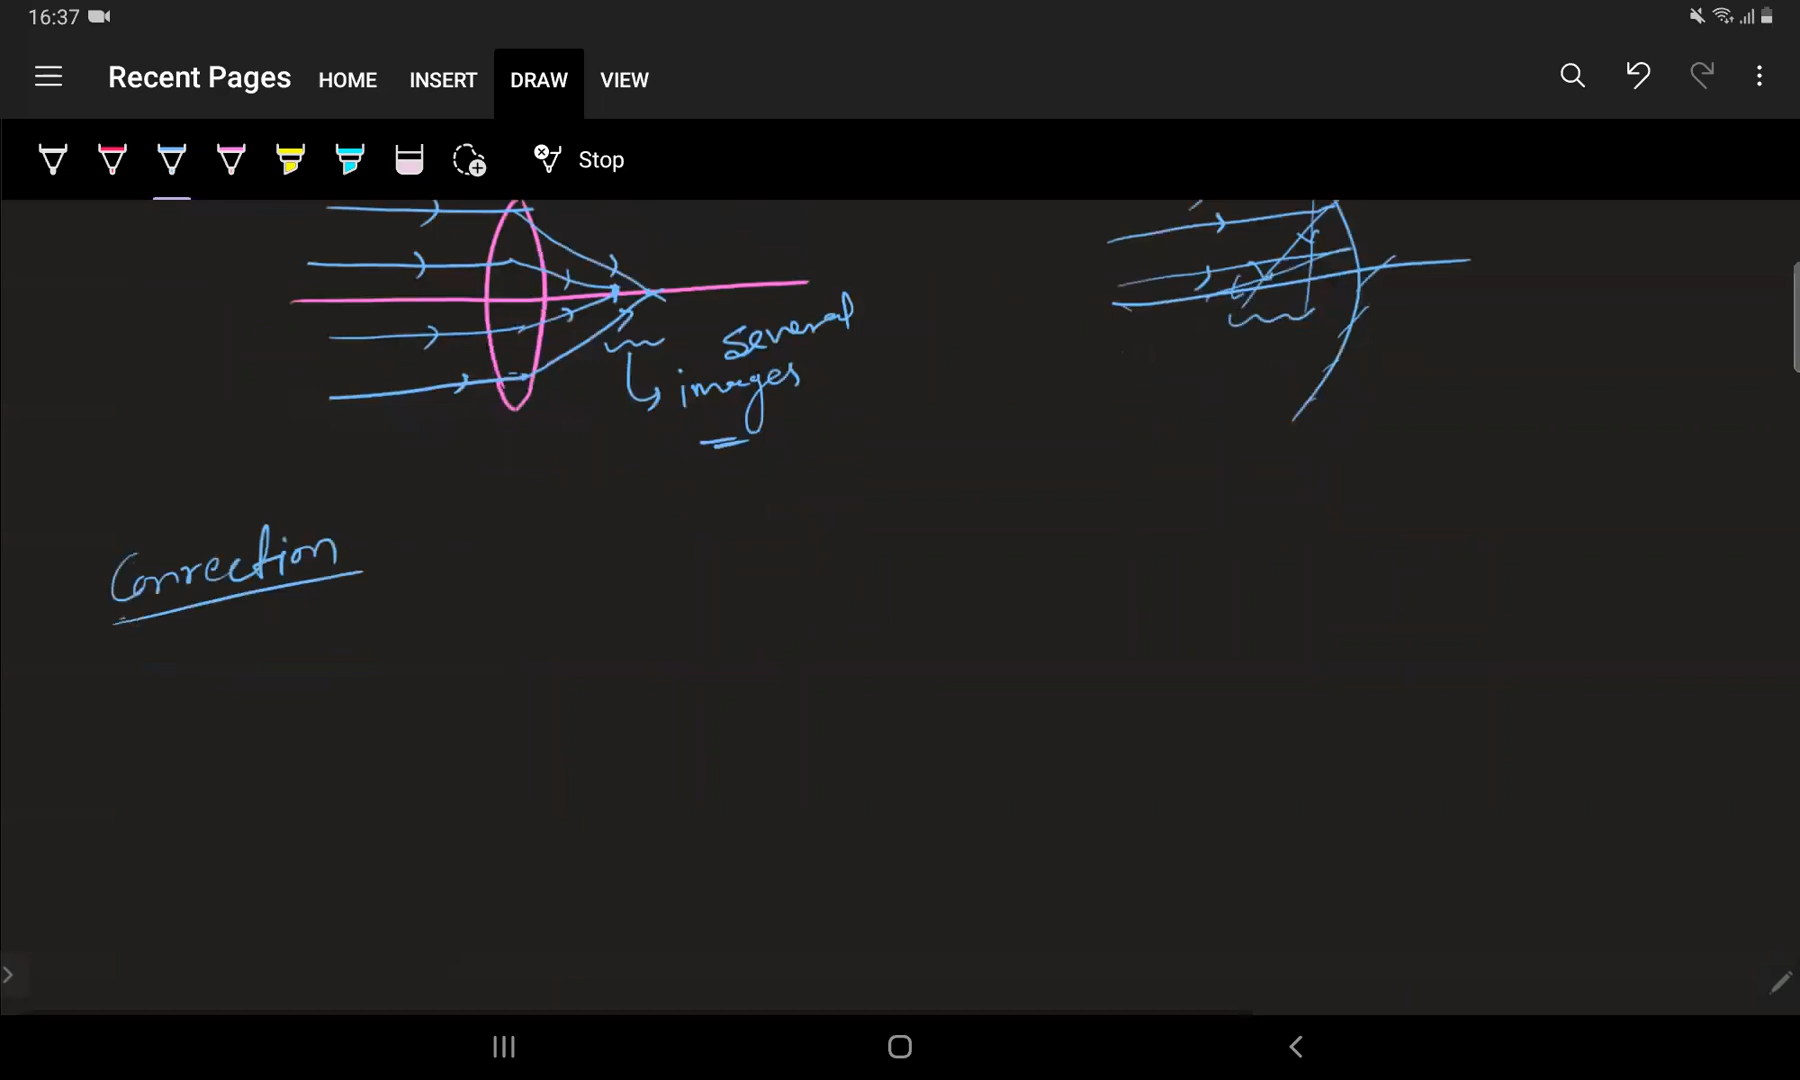 16:37
Recent Pages HOME INSERT DRAW VIEW
Stop
several
images
Correction